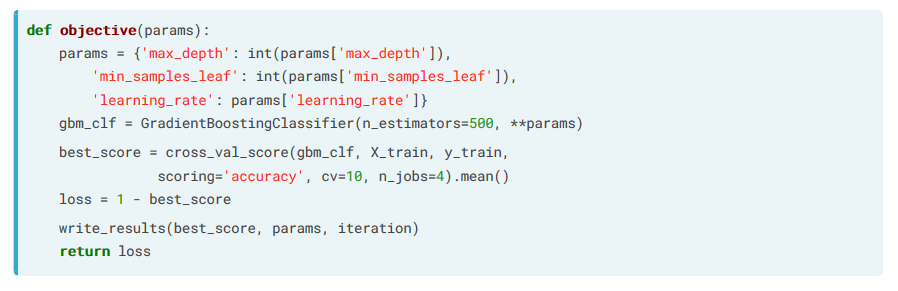 def objective(params):
    params = {'max_depth': int(params['max_depth']),
        'min_samples_leaf': int(params['min_samples_leaf']),
        'learning_rate': params['learning_rate']}
    gbm_clf = GradientBoostingClassifier(n_estimators=500, **params)
    best_score = cross_val_score(gbm_clf, X_train, y_train,
                scoring='accuracy', cv=10, n_jobs=4).mean()
    loss = 1 - best_score
    write_results(best_score, params, iteration)
    return loss